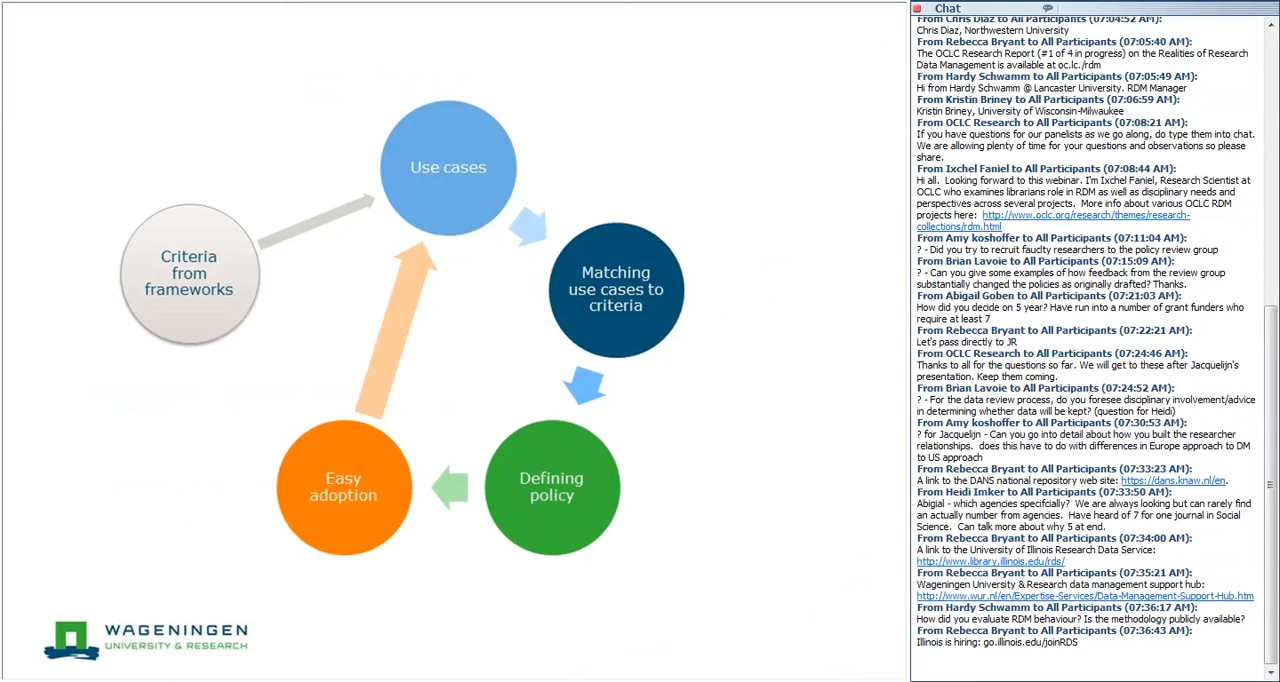 Use cases
Criteria
from
frameworks
Matching
use cases to
criteria
Easy
adoption
Defining
policy
WAGENINGEN
UNIVERSITY & RESEARCH
Chat
From Chris Diaz to All Participants (07:04:52 AM):
Chris Diaz, Northwestern University
From Rebecca Bryant to All Participants (07:05:40 AM):
The OCLC Research Report (#1 of 4 in progress) on the Realities of Research
Data Management is available at oc.lc./rdm
From Hardy Schwamm to All Participants (07:05:49 AM):
Hi from Hardy Schwamm @ Lancaster University. RDM Manager
From Kristin Briney to All Participants (07:06:59 AM):
Kristin Briney, University of Wisconsin-Milwaukee
From OCLC Research to All Participants (07:08:21 AM):
If you have questions for our panelists as we go along, do type them into chat.
We are allowing plenty of time for your questions and observations so please
share.
From Ixchel Faniel to All Participants (07:08:44 AM):
Hi all. Looking forward to this webinar. I'm Ixchel Faniel, Research Scientist at
OCLC who examines librarians role in RDM as well as disciplinary needs and
perspectives across several projects. More info about various OCLC RDM
projects here: http://www.oclc.org/research/themes/research-
collections/rdm.html
From Amy koshoffer to All Participants (07:11:04 AM):
? - Did you try to recruit fauclty researchers to the policy review group
From Brian Lavoie to All Participants (07:15:09 AM):
? - Can you give some examples of how feedback from the review group
substantially changed the policies as originally drafted? Thanks.
From Abigail Goben to All Participants (07:21:03 AM):
How did you decide on 5 year? Have run into a number of grant funders who
require at least 7
From Rebecca Bryant to All Participants (07:22:21 AM):
Let's pass directly to JR
From OCLC Research to All Participants (07:24:46 AM):
Thanks to all for the questions so far. We will get to these after Jacquelijn's
presentation. Keep them coming.
From Brian Lavoie to All Participants (07:24:52 AM):
? - For the data review process, do you foresee disciplinary involvement/advice
in determining whether data will be kept? (question for Heidi)
From Amy koshoffer to All Participants (07:30:53 AM):
? for Jacquelijn - Can you go into detail about how you built the researcher
relationships. does this have to do with differences in Europe approach to DM
to US approach
From Rebecca Bryant to All Participants (07:33:23 AM):
A link to the DANS national repository web site: https://dans.knaw.nl/en.
From Heidi Imker to All Participants (07:33:50 AM):
Abigial - which agencies specifcially? We are always looking but can rarely find
an actually number from agencies. Have heard of 7 for one journal in Social
Science. Can talk more about why 5 at end.
From Rebecca Bryant to All Participants (07:34:00 AM):
A link to the University of Illinois Research Data Service:
http://www.library.illinois.edu/rds/
From Rebecca Bryant to All Participants (07:35:21 AM):
Wageningen University & Research data management support hub:
http://www.wur.nl/en/Expertise-Services/Data-Management-Support-Hub.htm
From Hardy Schwamm to All Participants (07:36:17 AM):
How did you evaluate RDM behaviour? Is the methodology publicly available?
From Rebecca Bryant to All Participants (07:36:43 AM):
Illinois is hiring: go.illinois.edu/joinRDS